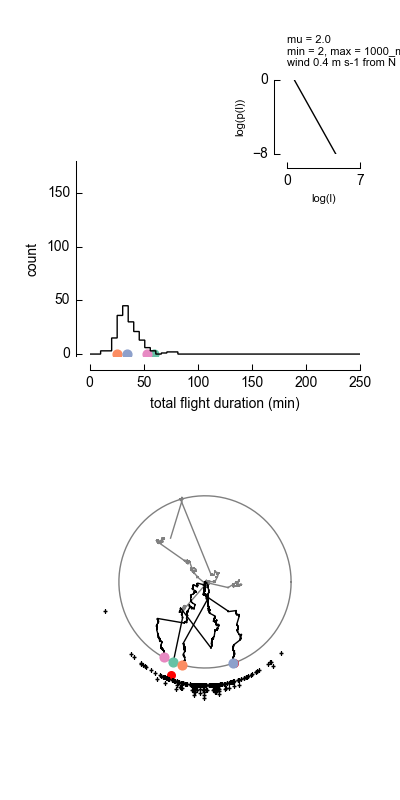 mu = 2.0
min = 2, max = 1000_m
wind 0.4 m s-1 from N
0
log(p(l))
−8
0
7
log(l)
150
count
100
50
0
0
50
100
150
200
250
total flight duration (min)